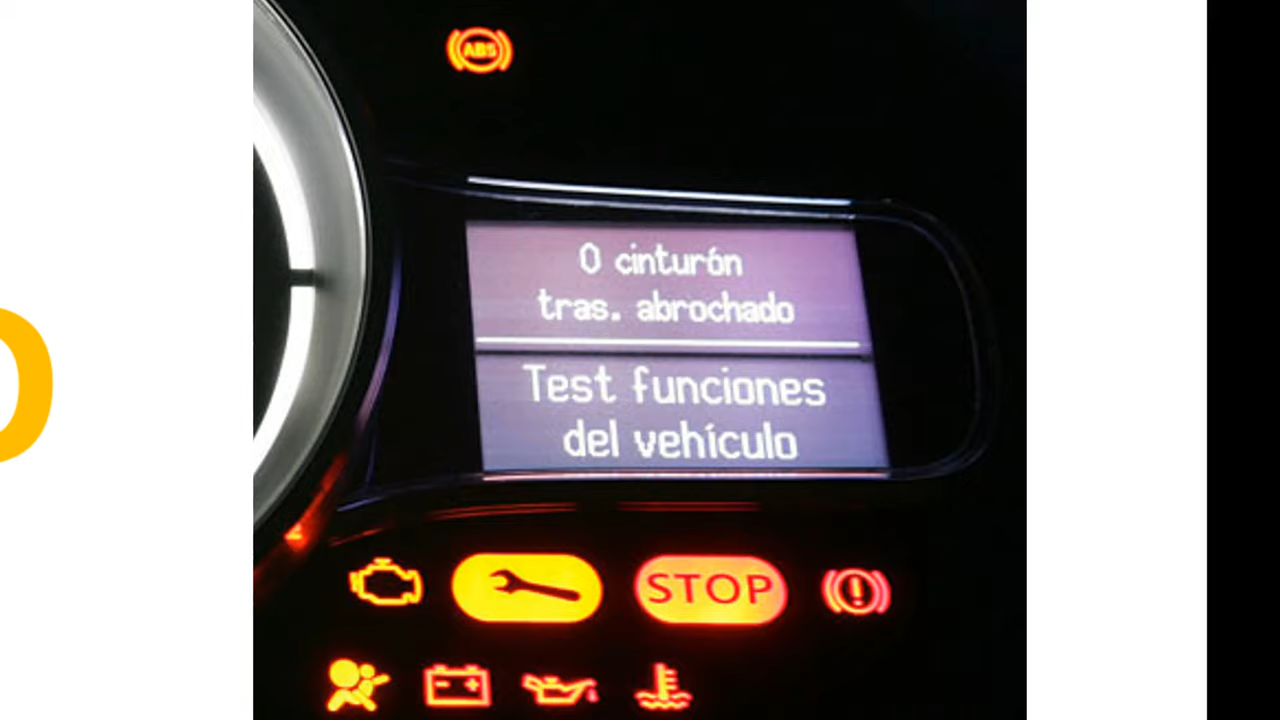 ABS
0 cinturón
tras. abrochado
Test funciones
del vehículo
STOP